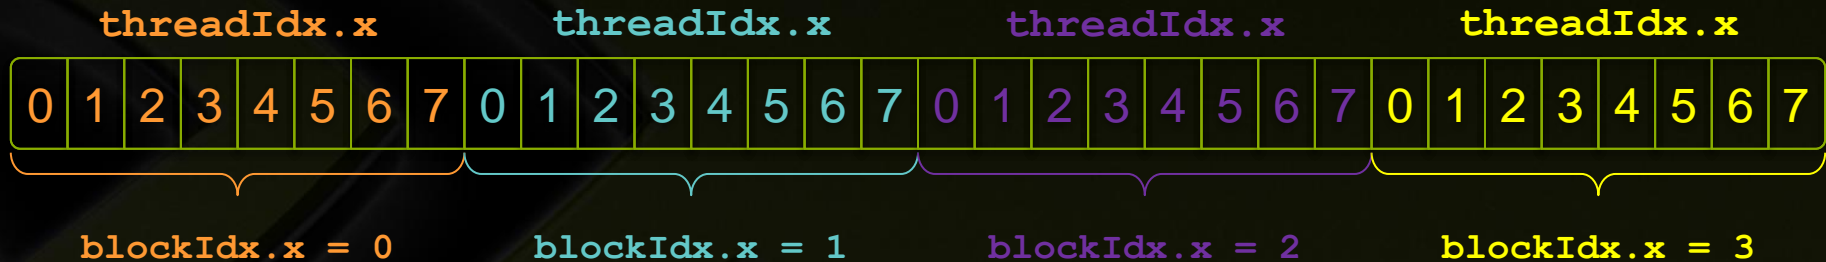 threadIdx.x threadIdx.x threadIdx.x threadIdx.x
0 1 2 3 4 5 6 7 0 1 2 3 4 5 6 7 0 1 2 3 4 5 6 7 0 1 2 3 4 5 6 7
blockIdx.x = 0 blockIdx.x = 1 blockIdx.x = 2 blockIdx.x = 3